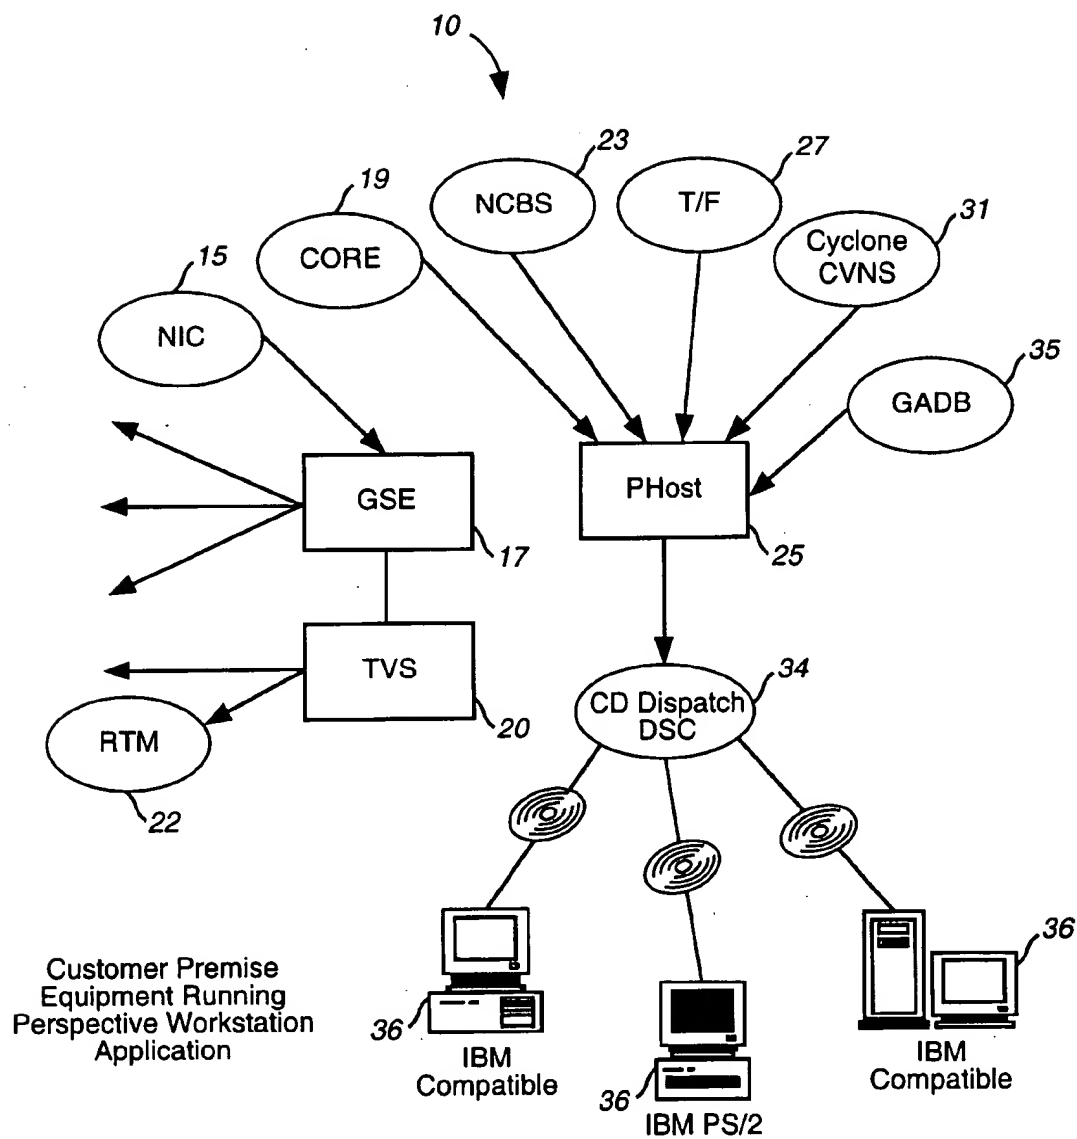 10
23
27
NCBS
T/F
19
31
CORE
Cyclone
CVNS
15
NIC
35
GADB
GSE
PHost
17
25
TVS
34
CD Dispatch
DSC
20
RTM
22
36
Customer Premise
Equipment Running
Perspective Workstation
Application
36
IBM
Compatible
IBM
Compatible
36
IBM PS/2